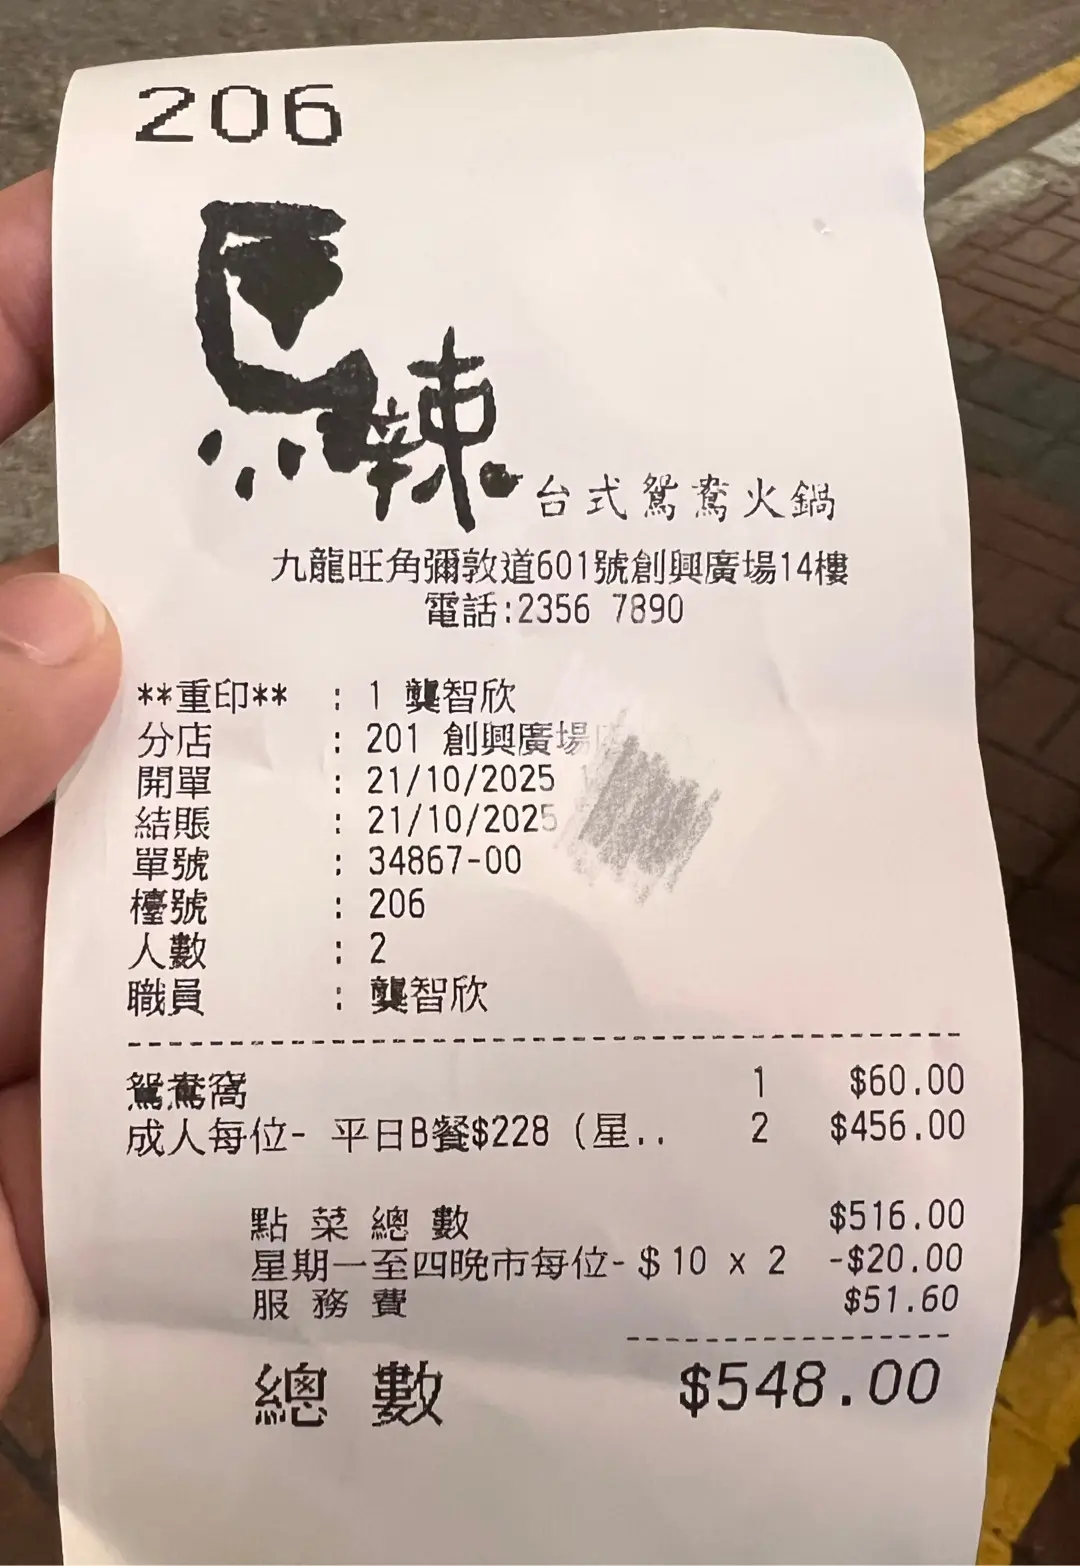 206
馬辣 台式鴛鴦火鍋
九龍旺角彌敦道601號創興廣場14樓
電話:2356 7890
**重印** : 1 龔智欣
分店 : 201 創興廣場
開單 : 21/10/2025
結賬 : 21/10/2025
單號 : 34867-00
檯號 : 206
人數 : 2
職員 : 龔智欣
鴛鴦窩 1 $60.00
成人每位- 平日B餐$228 (星.. 2 $456.00
點菜總數 $516.00
星期一至四晚市每位-$10 x 2 -$20.00
服務費 $51.60
總數 $548.00